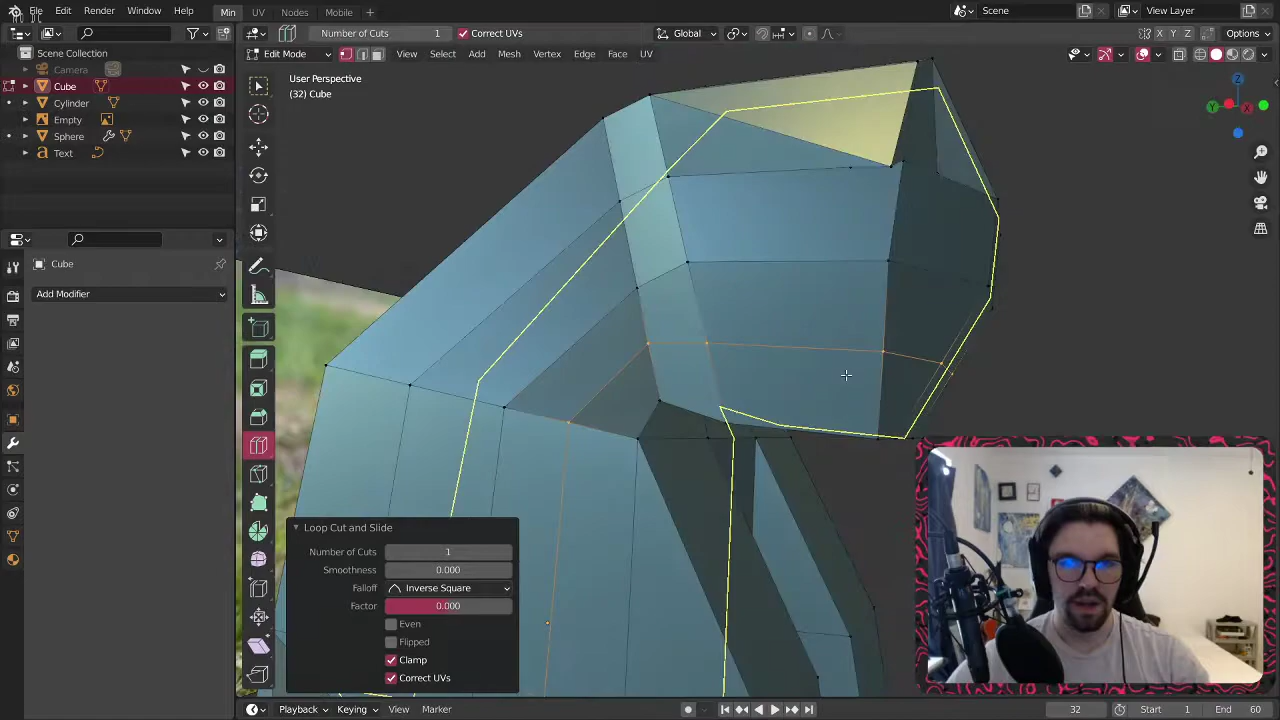 File Edit Render Window Help Min UV Nodes Mobile + Scene View Layer
Number of Cuts 1 Correct UVs Global X Y Z Options
Edit Mode View Select Add Mesh Vertex Edge Face UV
Scene Collection
Camera
Cube
Cylinder
Empty
Sphere
Text
User Perspective
(32) Cube
Z
Y
X
Cube
Add Modifier
Loop Cut and Slide
Number of Cuts 1
Smoothness 0.000
Falloff Inverse Square
Factor 0.000
Even
Flipped
Clamp
Correct UVs
Playback Keying View Marker 32 Start 1 End 60